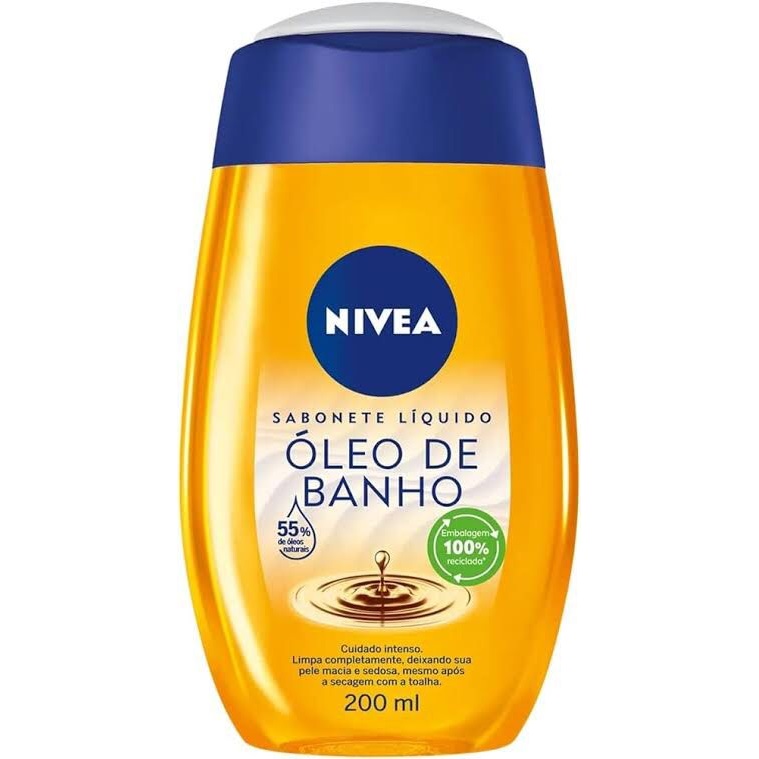 NIVEA
SABONETE LÍQUIDO
ÓLEO DE
BANHO
55%
de óleos
naturais
Embalagem
100%
reciclada*
Cuidado intenso.
Limpa completamente, deixando sua
pele macia e sedosa, mesmo após
a secagem com a toalha.
200 ml